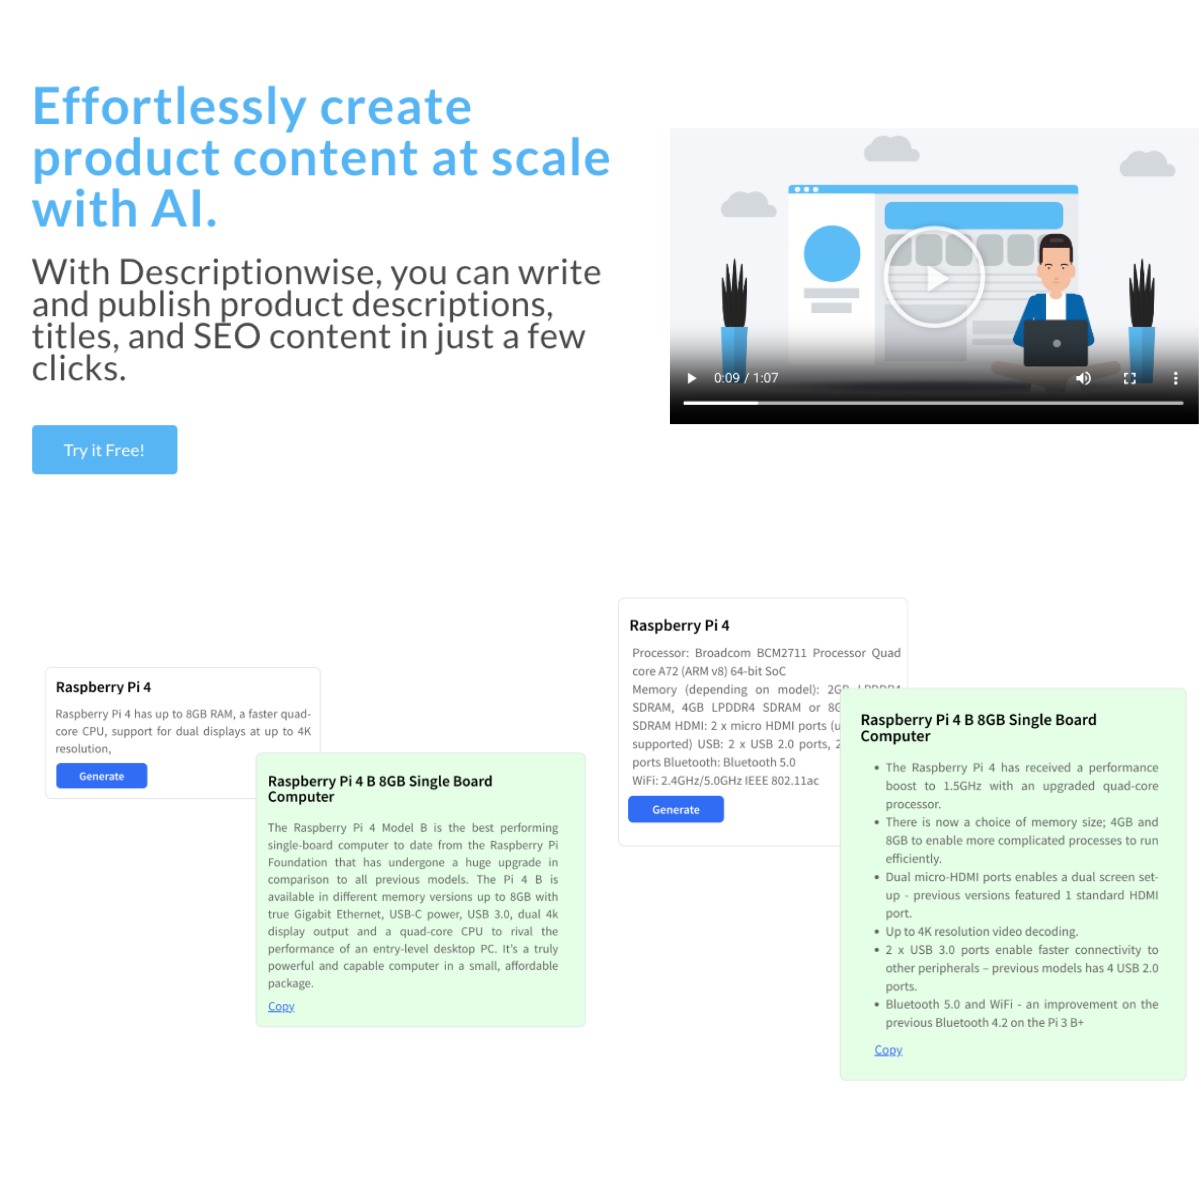 Effortlessly create
product content at scale
with AI.
With Descriptionwise, you can write
and publish product descriptions,
titles, and SEO content in just a few
clicks.
Try it Free!
0:09 / 1:07
Raspberry Pi 4
Raspberry Pi 4 has up to 8GB RAM, a faster quad-
core CPU, support for dual displays at up to 4K
resolution,
Generate
Raspberry Pi 4 B 8GB Single Board
Computer
The Raspberry Pi 4 Model B is the best performing
single-board computer to date from the Raspberry Pi
Foundation that has undergone a huge upgrade in
comparison to all previous models. The Pi 4 B is
available in different memory versions up to 8GB with
true Gigabit Ethernet, USB-C power, USB 3.0, dual 4k
display output and a quad-core CPU to rival the
performance of an entry-level desktop PC. It's a truly
powerful and capable computer in a small, affordable
package.
Copy
Raspberry Pi 4
Processor: Broadcom BCM2711 Processor Quad
core A72 (ARM v8) 64-bit SoC
Memory (depending on model): 2GB LPDDR4
SDRAM, 4GB LPDDR4 SDRAM or
SDRAM HDMI: 2 x micro HDMI ports
supported) USB: 2 x USB 2.0 ports,
ports Bluetooth: Bluetooth 5.0
WiFi: 2.4GHz/5.0GHz IEEE 802.11ac
Generate
Raspberry Pi 4 B 8GB Single Board
Computer
• The Raspberry Pi 4 has received a performance
boost to 1.5GHz with an upgraded quad-core
processor.
• There is now a choice of memory size; 4GB and
8GB to enable more complicated processes to run
efficiently.
• Dual micro-HDMI ports enables a dual screen set-
up - previous versions featured 1 standard HDMI
port.
• Up to 4K resolution video decoding.
• 2 x USB 3.0 ports enable faster connectivity to
other peripherals – previous models has 4 USB 2.0
ports.
• Bluetooth 5.0 and WiFi - an improvement on the
previous Bluetooth 4.2 on the Pi 3 B+
Copy